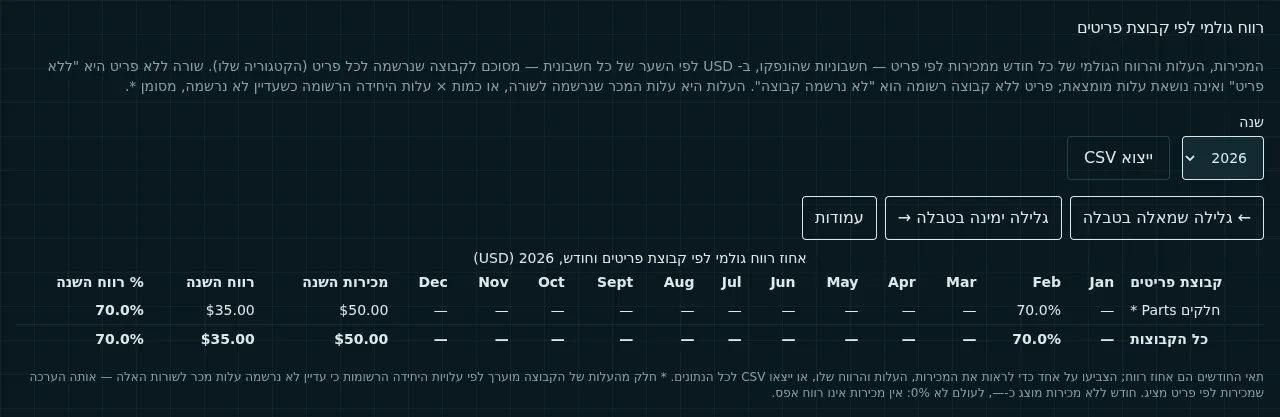 רווח גולמי לפי קבוצת פריטים
המכירות, העלות והרווח הגולמי של כל חודש ממכירות לפי פריט — חשבוניות שהונפקו, ב- USD לפי השער של כל חשבונית — מסוכם לקבוצה שנרשמה לכל פריט (הקטגוריה שלו). שורה ללא פריט היא "ללא
פריט" ואינה נושאת עלות מומצאת; פריט ללא קבוצה רשומה הוא "לא נרשמה קבוצה". העלות היא עלות המכר שנרשמה לשורה, או כמות × עלות היחידה הרשומה כשעדיין לא נרשמה, מסומן *.
שנה
2026 ייצוא CSV
← גלילה שמאלה בטבלה גלילה ימינה בטבלה → עמודות
אחוז רווח גולמי לפי קבוצת פריטים וחודש, 2026 (USD)
קבוצת פריטים Jan Feb Mar Apr May Jun Jul Aug Sept Oct Nov Dec מכירות השנה רווח השנה % רווח השנה
חלקים Parts * — 70.0% — — — — — — — — — — $50.00 $35.00 70.0%
כל הקבוצות — 70.0% — — — — — — — — — — $50.00 $35.00 70.0%
תאי החודשים הם אחוז רווח; הצביעו על אחד כדי לראות את המכירות, העלות והרווח שלו, או ייצאו CSV לכל הנתונים. * חלק מהעלות של הקבוצה מוערך לפי עלויות היחידה הרשומות כי עדיין לא נרשמה עלות מכר לשורות האלה — אותה הערכה
שמכירות לפי פריט מציג. חודש ללא מכירות מוצג כ-—, לעולם לא 0%: אין מכירות אינו רווח אפס.